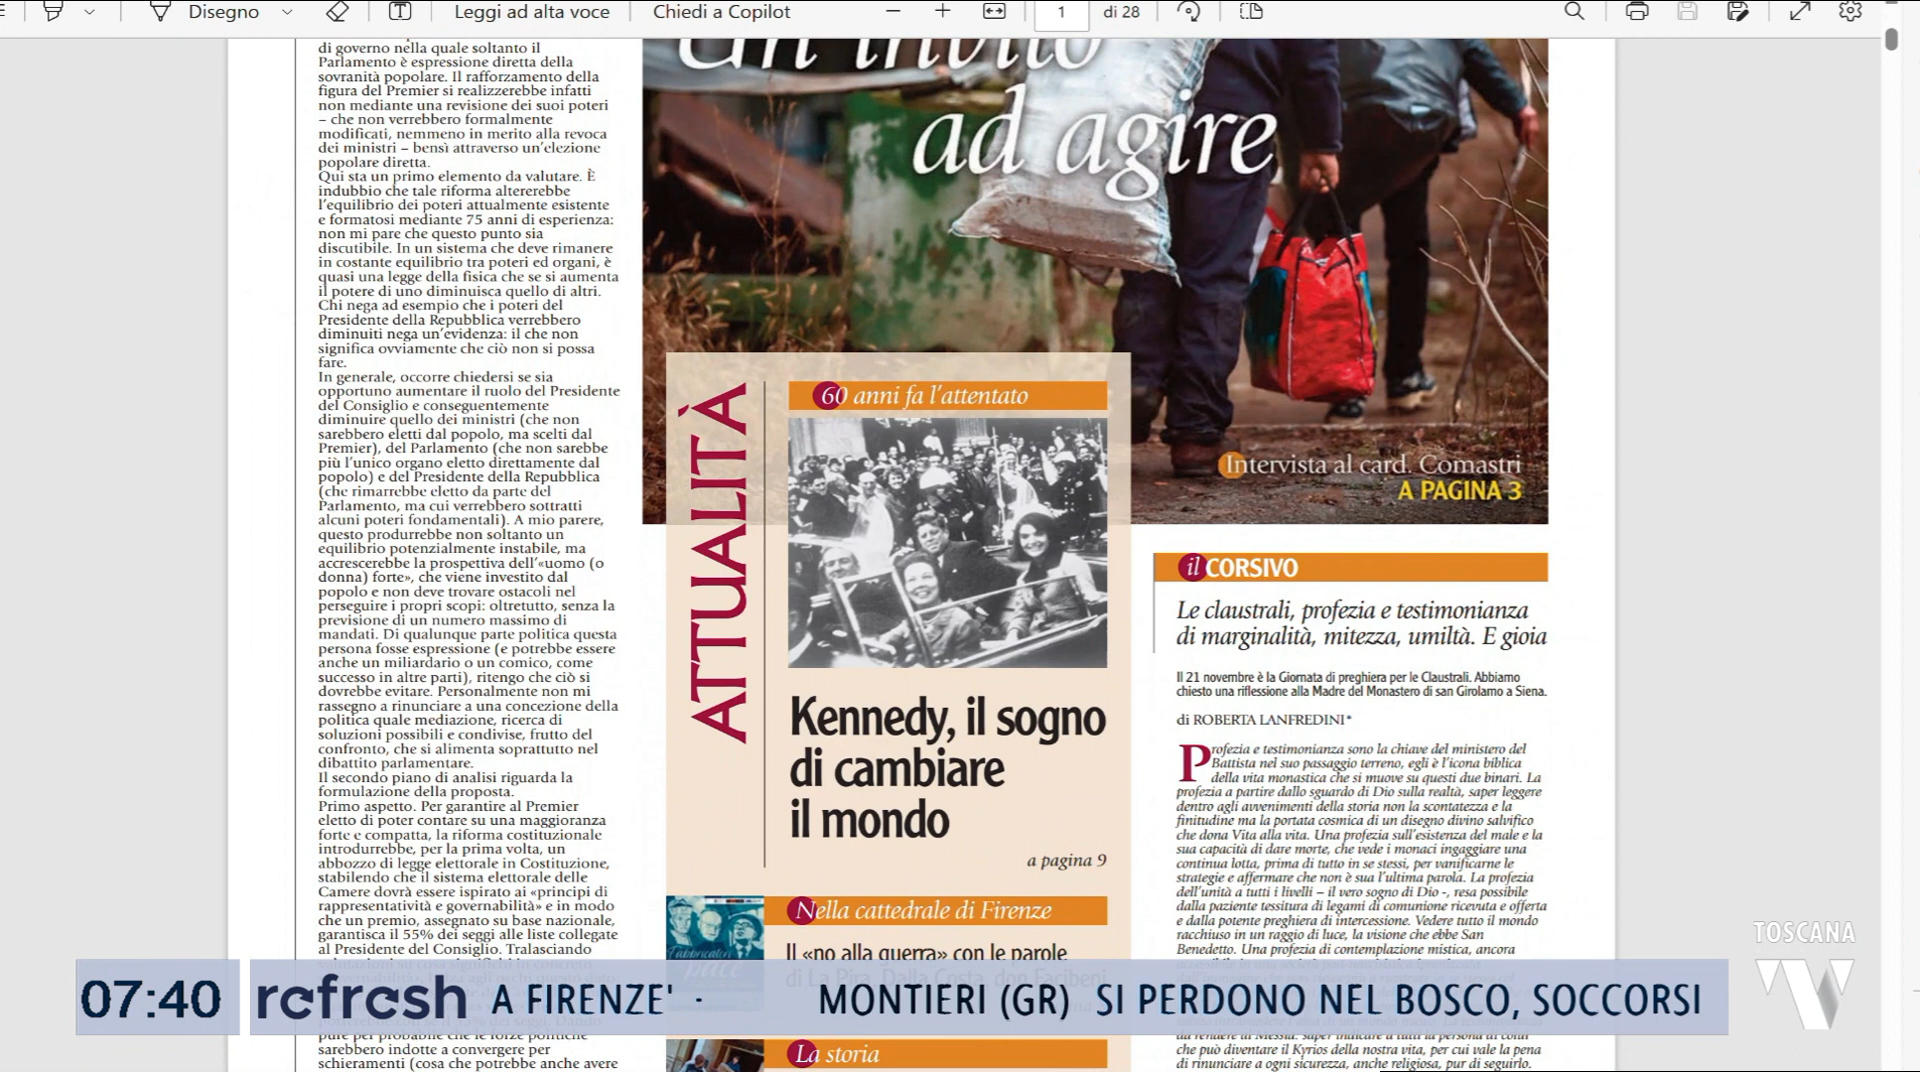 Disegno
Leggi ad alta voce
Chiedi a Copilot
1
di 28
di governo nella quale soltanto il
Parlamento è espressione diretta della
sovranità popolare. Il rafforzamento della
figura del Premier si realizzerebbe infatti
non mediante una revisione dei suoi poteri
– che non verrebbero formalmente
modificati, nemmeno in merito alla revoca
dei ministri – bensì attraverso un'elezione
popolare diretta.
Qui sta un primo elemento da valutare. È
indubbio che tale riforma altererebbe
l'equilibrio dei poteri attualmente esistente
e formatosi mediante 75 anni di esperienza:
non mi pare che questo punto sia
discutibile. In un sistema che deve rimanere
in costante equilibrio tra poteri ed organi, è
quasi una legge della fisica che se si aumenta
il potere di uno diminuisca quello di altri.
Chi nega ad esempio che i poteri del
Presidente della Repubblica verrebbero
diminuiti nega un'evidenza: il che non
significa ovviamente che ciò non si possa
fare.
In generale, occorre chiedersi se sia
opportuno aumentare il ruolo del Presidente
del Consiglio e conseguentemente
diminuire quello dei ministri (che non
sarebbero eletti dal popolo, ma scelti dal
Premier), del Parlamento (che non sarebbe
più l'unico organo eletto direttamente dal
popolo) e del Presidente della Repubblica
(che rimarrebbe eletto da parte del
Parlamento, ma cui verrebbero sottratti
alcuni poteri fondamentali). A mio parere,
questo produrrebbe non soltanto un
equilibrio potenzialmente instabile, ma
accrescerebbe la prospettiva dell'«uomo (o
donna) forte», che viene investito dal
popolo e non deve trovare ostacoli nel
perseguire i propri scopi: oltretutto, senza la
previsione di un numero massimo di
mandati. Di qualunque parte politica questa
persona fosse espressione (e potrebbe essere
anche un miliardario o un comico, come
successo in altre parti), ritengo che ciò si
dovrebbe evitare. Personalmente non mi
rassegno a rinunciare a una concezione della
politica quale mediazione, ricerca di
soluzioni possibili e condivise, frutto del
confronto, che si alimenta soprattutto nel
dibattito parlamentare.
Il secondo piano di analisi riguarda la
formulazione della proposta.
Primo aspetto. Per garantire al Premier
eletto di poter contare su una maggioranza
forte e compatta, la riforma costituzionale
introdurrebbe, per la prima volta, un
abbozzo di legge elettorale in Costituzione,
stabilendo che il sistema elettorale delle
Camere dovrà essere ispirato ai «principi di
rappresentatività e governabilità» e in modo
che un premio, assegnato su base nazionale,
garantisca il 55% dei seggi alle liste collegate
al Presidente del Consiglio. Tralasciando
sarebbero indotte a convergere per
schieramenti (cosa che potrebbe anche avere
Un invito
ad agire
Intervista al card. Comastri
A PAGINA 3
ATTUALITÀ
60 anni fa l'attentato
Kennedy, il sogno
di cambiare
il mondo
a pagina 9
Nella cattedrale di Firenze
Il «no alla guerra» con le parole
di La Pira, Dalla Costa, don Facibeni
La storia
il CORSIVO
Le claustrali, profezia e testimonianza
di marginalità, mitezza, umiltà. E gioia
Il 21 novembre è la Giornata di preghiera per le Claustrali. Abbiamo
chiesto una riflessione alla Madre del Monastero di san Girolamo a Siena.
di ROBERTA LANFREDINI*
Profezia e testimonianza sono la chiave del ministero del
Battista nel suo passaggio terreno, egli è l'icona biblica
della vita monastica che si muove su questi due binari. La
profezia a partire dallo sguardo di Dio sulla realtà, saper leggere
dentro agli avvenimenti della storia non la scontatezza e la
finitudine ma la portata cosmica di un disegno divino salvifico
che dona Vita alla vita. Una profezia sull'esistenza del male e la
sua capacità di dare morte, che vede i monaci ingaggiare una
continua lotta, prima di tutto in se stessi, per vanificarne le
strategie e affermare che non è sua l'ultima parola. La profezia
dell'unità a tutti i livelli – il vero sogno di Dio -, resa possibile
dalla paziente tessitura di legami di comunione ricevuta e offerta
e dalla potente preghiera di intercessione. Vedere tutto il mondo
racchiuso in un raggio di luce, la visione che ebbe San
Benedetto. Una profezia di contemplazione mistica, ancora
che può diventare il Kyrios della nostra vita, per cui vale la pena
di rinunciare a ogni sicurezza, anche religiosa, pur di seguirlo.
TOSCANA
07:40
refresh
A FIRENZE' - MONTIERI (GR) SI PERDONO NEL BOSCO, SOCCORSI